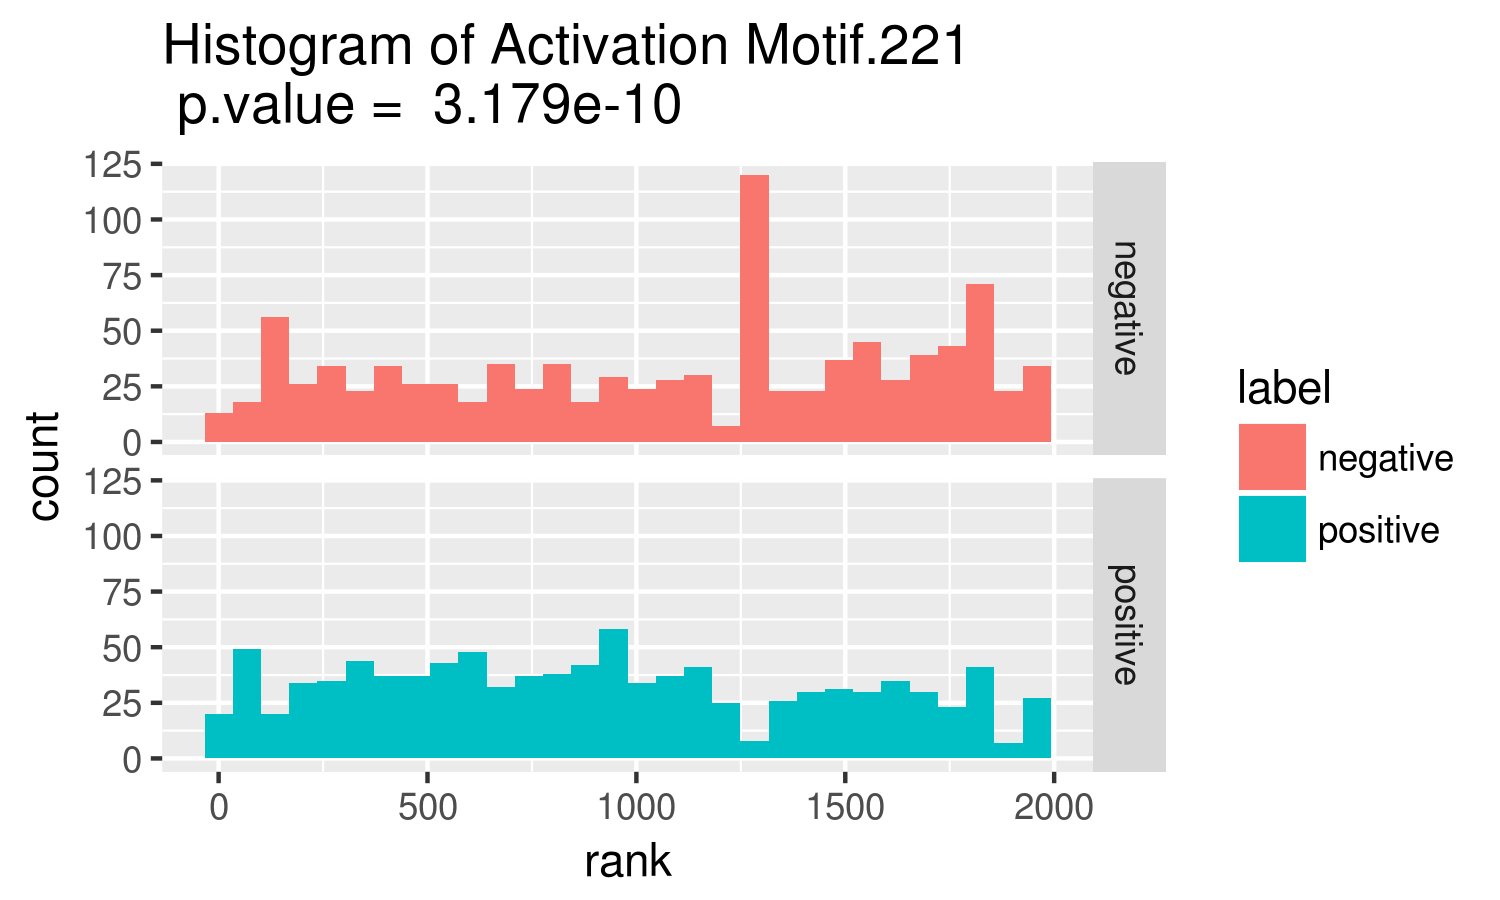 Histogram of Activation Motif.221
p.value =  3.179e-10
125
100
75
50
25
0
negative
125
100
75
50
25
0
positive
count
0 500 1000 1500 2000
rank
label
negative
positive